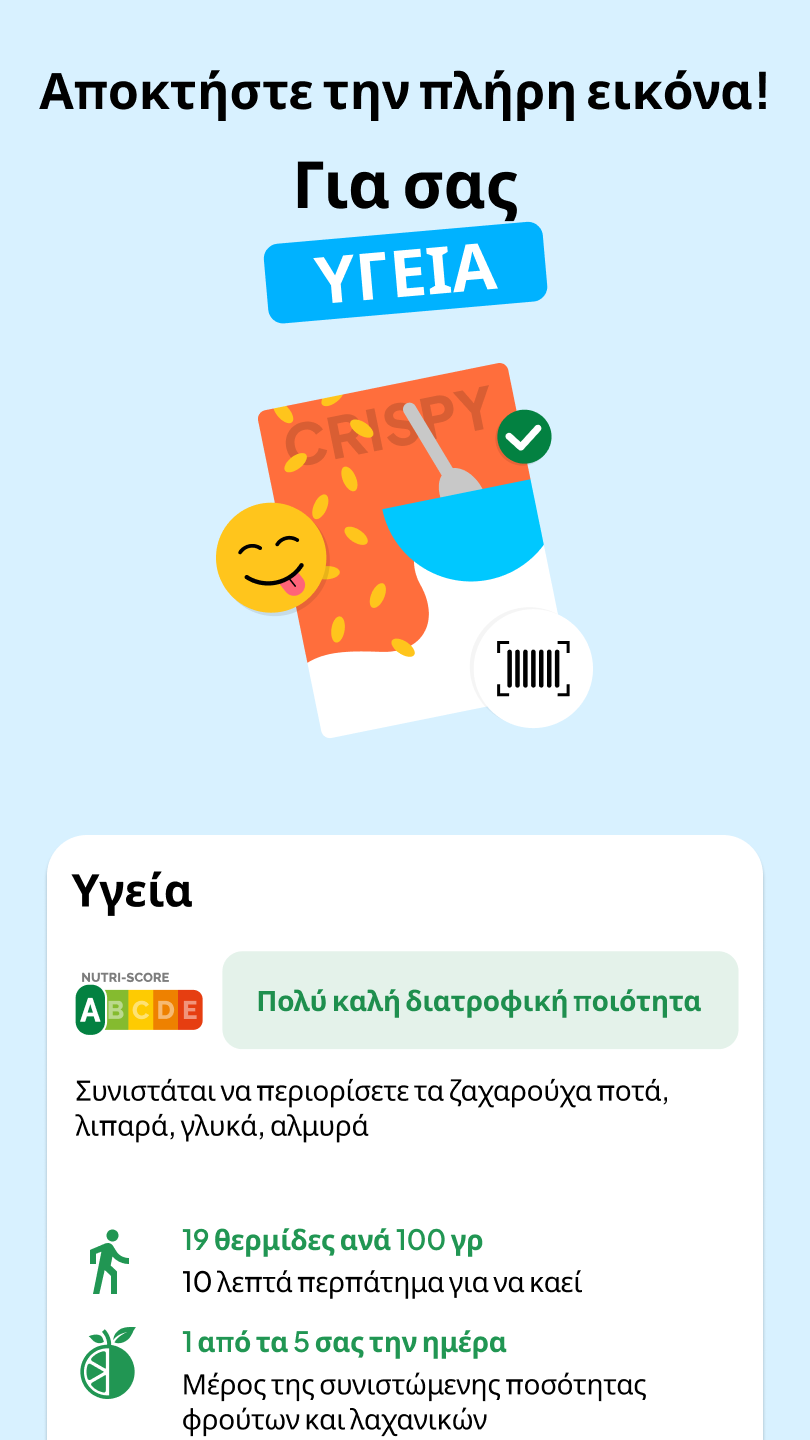 Αποκτήστε την πλήρη εικόνα!
Για σας
ΥΓΕΙΑ
CRISPY
Υγεία
NUTRI-SCORE
A B C D E
Πολύ καλή διατροφική ποιότητα
Συνιστάται να περιορίσετε τα ζαχαρούχα ποτά,
λιπαρά, γλυκά, αλμυρά
19 θερμίδες ανά 100 γρ
10 λεπτά περπάτημα για να καεί
1 από τα 5 σας την ημέρα
Μέρος της συνιστώμενης ποσότητας
φρούτων και λαχανικών